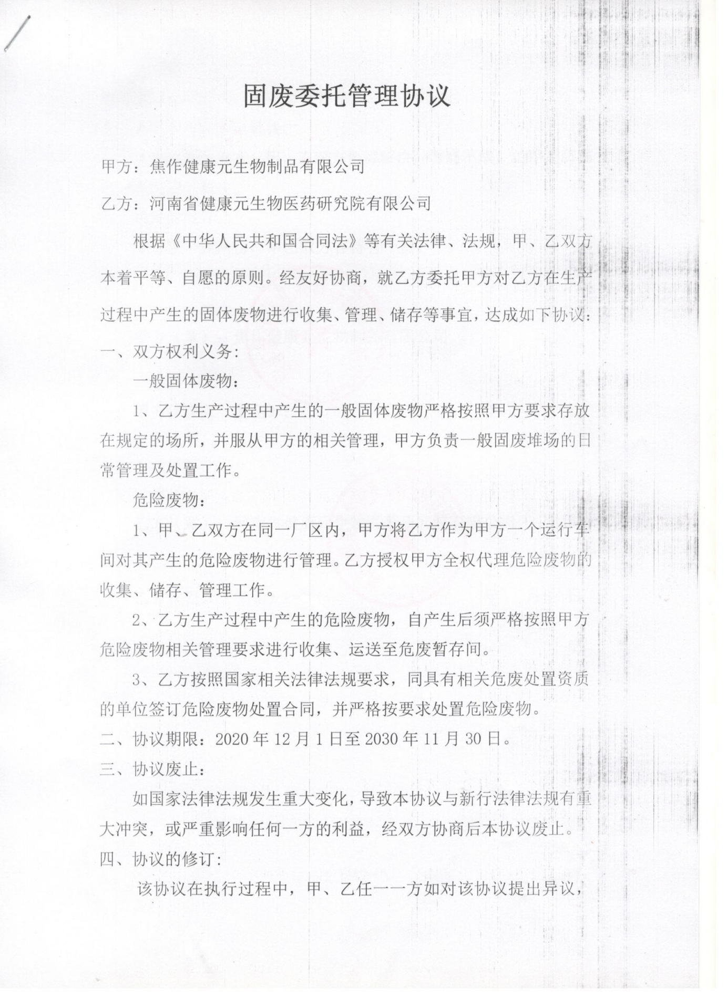 固废委托管理协议
甲方：焦作健康元生物制品有限公司
乙方：河南省健康元生物医药研究院有限公司
根据《中华人民共和国合同法》等有关法律、法规，甲、乙双方
本着平等、自愿的原则。经友好协商，就乙方委托甲方对乙方在生产
过程中产生的固体废物进行收集、管理、储存等事宜，达成如下协议：
一、双方权利义务：
一般固体废物：
1、乙方生产过程中产生的一般固体废物严格按照甲方要求存放
在规定的场所，并服从甲方的相关管理，甲方负责一般固废堆场的日
常管理及处置工作。
危险废物：
1、甲、乙双方在同一厂区内，甲方将乙方作为甲方一个运行车
间对其产生的危险废物进行管理。乙方授权甲方全权代理危险废物的
收集、储存、管理工作。
2、乙方生产过程中产生的危险废物，自产生后须严格按照甲方
危险废物相关管理要求进行收集、运送至危废暂存间。
3、乙方按照国家相关法律法规要求，同具有相关危废处置资质
的单位签订危险废物处置合同，并严格按要求处置危险废物。
二、协议期限：2020 年 12 月 1 日至 2030 年 11 月 30 日。
三、协议废止：
如国家法律法规发生重大变化，导致本协议与新行法律法规有重
大冲突，或严重影响任何一方的利益，经双方协商后本协议废止。
四、协议的修订：
该协议在执行过程中，甲、乙任一一方如对该协议提出异议，